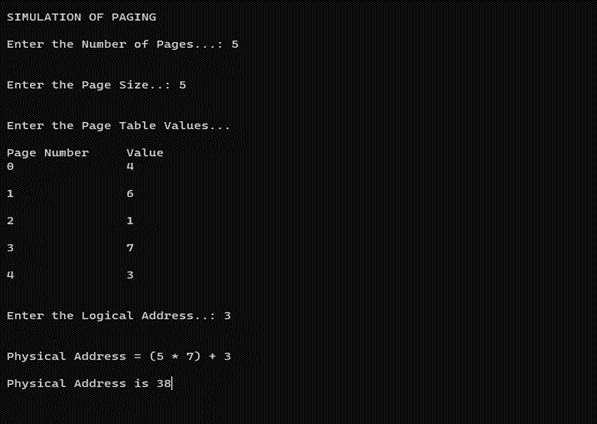 SIMULATION OF PAGING
Enter the Number of Pages...: 5
Enter the Page Size..: 5
Enter the Page Table Values...
Page Number     Value
0               4
1               6
2               1
3               7
4               3
Enter the Logical Address..: 3
Physical Address = (5 * 7) + 3
Physical Address is 38